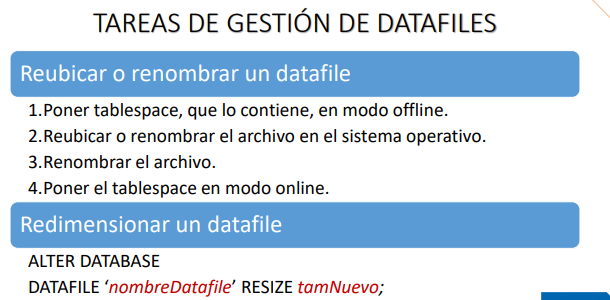 TAREAS DE GESTIÓN DE DATAFILES
Reubicar o renombrar un datafile
1.Poner tablespace, que lo contiene, en modo offline.
2.Reubicar o renombrar el archivo en el sistema operativo.
3.Renombrar el archivo.
4.Poner el tablespace en modo online.
Redimensionar un datafile
ALTER DATABASE
DATAFILE ‘nombreDatafile’ RESIZE tamNuevo;